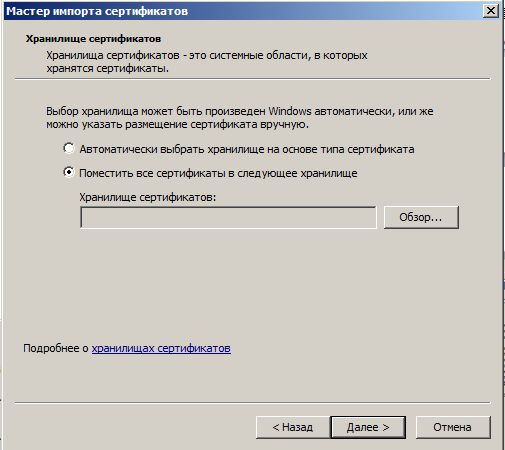 Мастер импорта сертификатов
Хранилище сертификатов
Хранилища сертификатов - это системные области, в которых
хранятся сертификаты.
Выбор хранилища может быть произведен Windows автоматически, или же
можно указать размещение сертификата вручную.
Автоматически выбрать хранилище на основе типа сертификата
Поместить все сертификаты в следующее хранилище
Хранилище сертификатов:
Обзор...
Подробнее о хранилищах сертификатов
< Назад Далее > Отмена